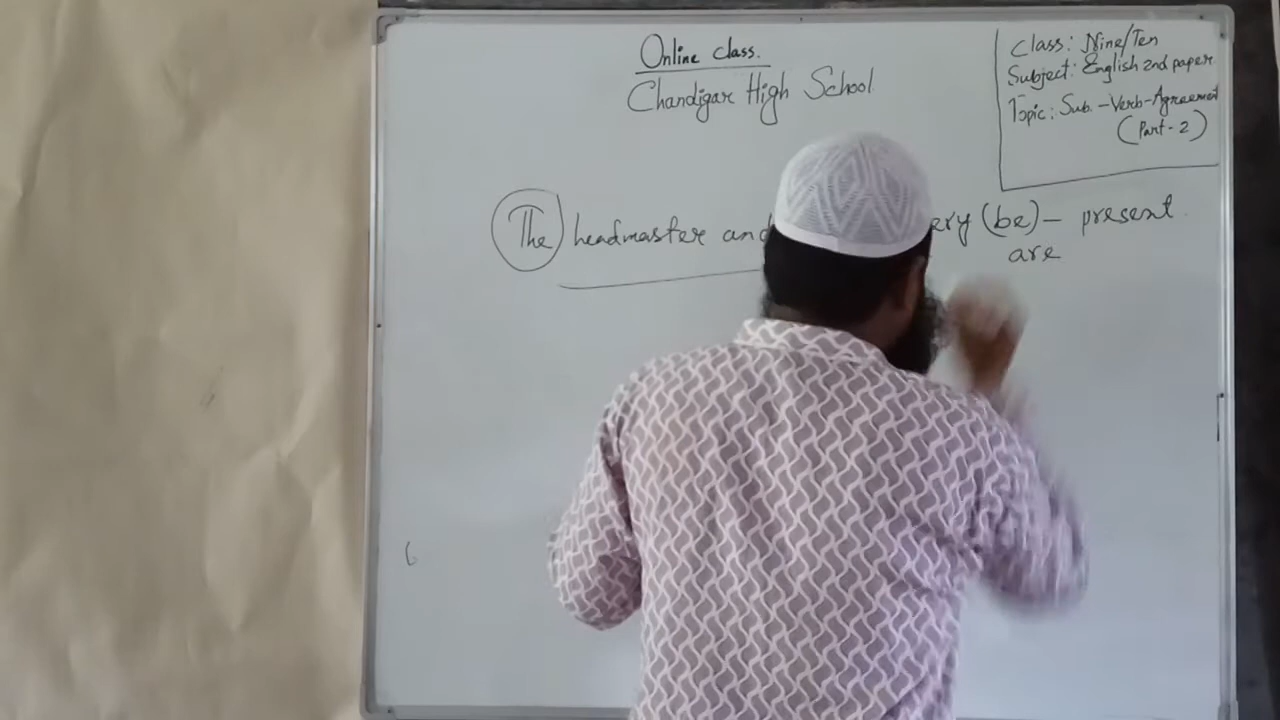 Online class.
Chandigar High School
Class: Nine/Ten
Subject: English 2nd paper
Topic: Sub.-Verb-Agreement
(Part-2)
The headmaster and ery (be) — present
are